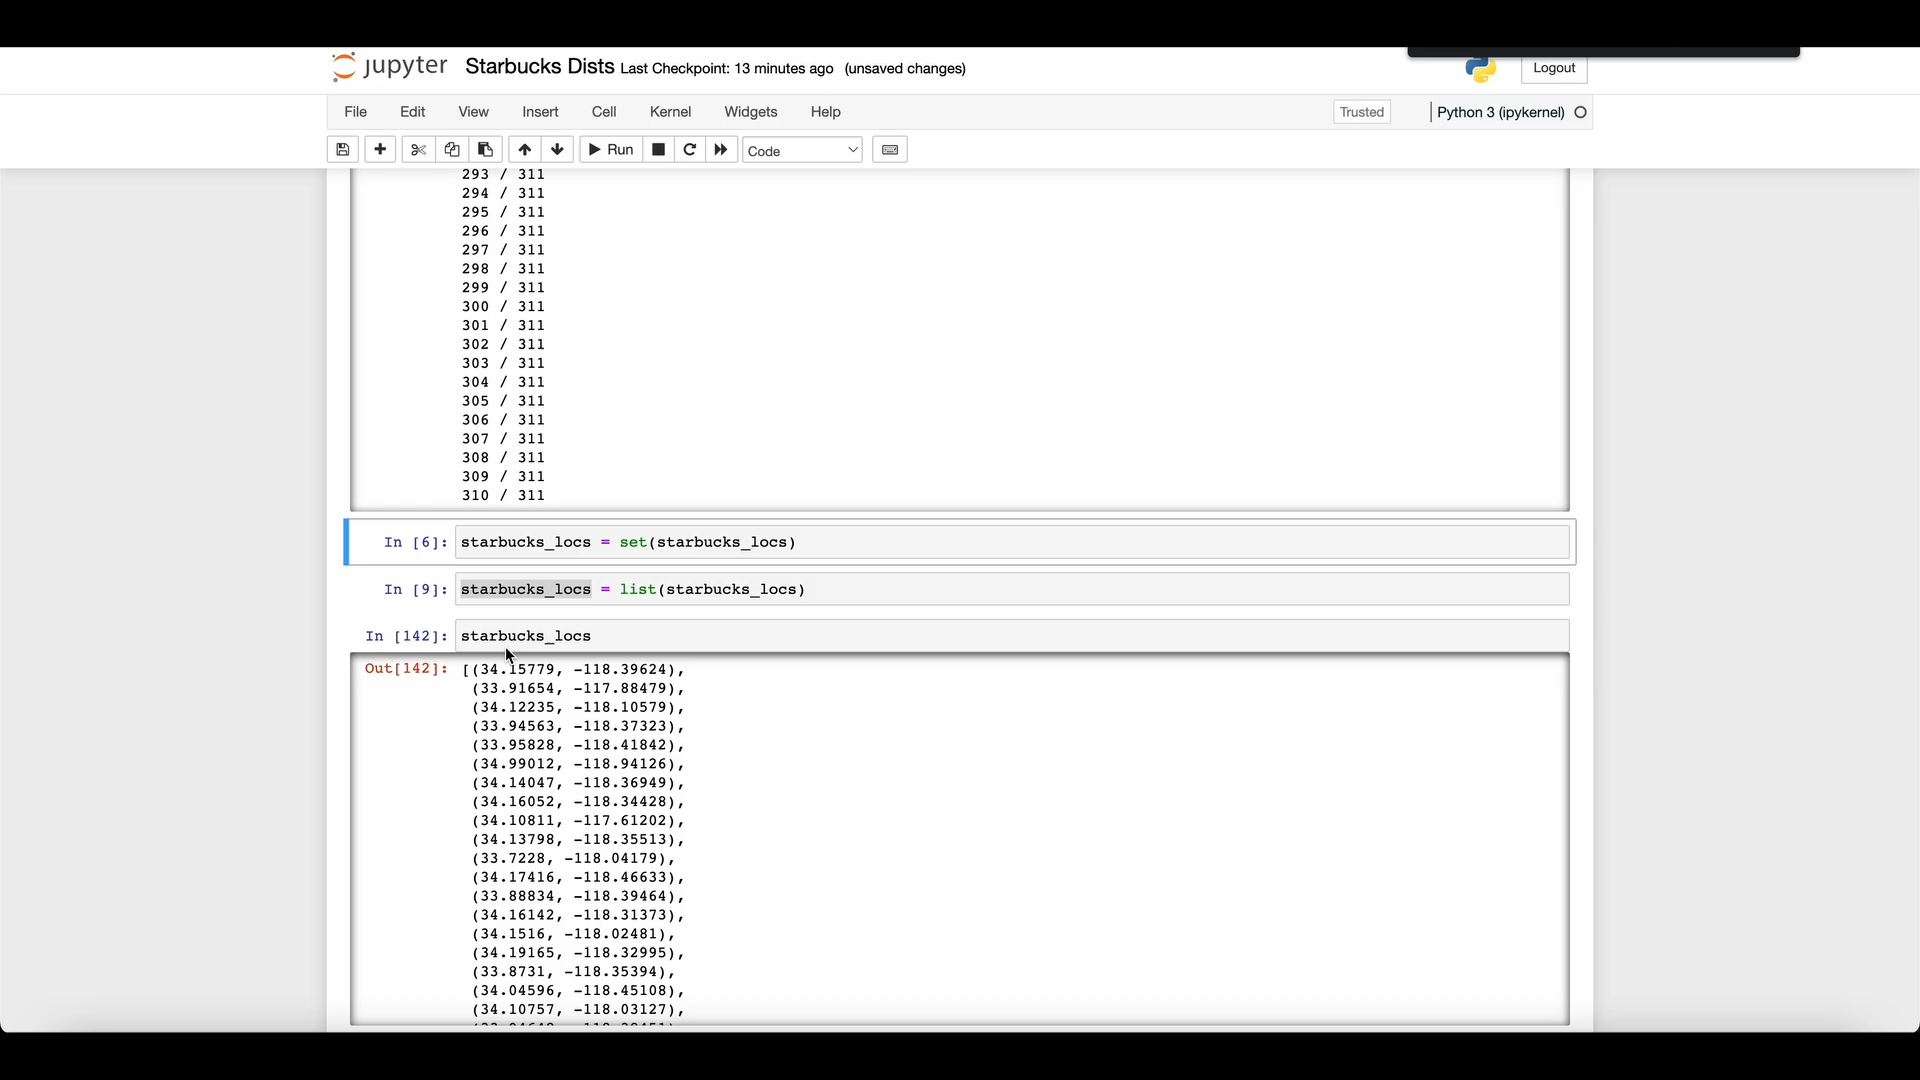 jupyter Starbucks Dists Last Checkpoint: 13 minutes ago (unsaved changes) Logout
File Edit View Insert Cell Kernel Widgets Help Trusted Python 3 (ipykernel)
Run Code
293 / 311
294 / 311
295 / 311
296 / 311
297 / 311
298 / 311
299 / 311
300 / 311
301 / 311
302 / 311
303 / 311
304 / 311
305 / 311
306 / 311
307 / 311
308 / 311
309 / 311
310 / 311
In [6]: starbucks_locs = set(starbucks_locs)
In [9]: starbucks_locs = list(starbucks_locs)
In [142]: starbucks_locs
Out[142]: [(34.15779, -118.39624),
(33.91654, -117.88479),
(34.12235, -118.10579),
(33.94563, -118.37323),
(33.95828, -118.41842),
(34.99012, -118.94126),
(34.14047, -118.36949),
(34.16052, -118.34428),
(34.10811, -117.61202),
(34.13798, -118.35513),
(33.7228, -118.04179),
(34.17416, -118.46633),
(33.88834, -118.39464),
(34.16142, -118.31373),
(34.1516, -118.02481),
(34.19165, -118.32995),
(33.8731, -118.35394),
(34.04596, -118.45108),
(34.10757, -118.03127),